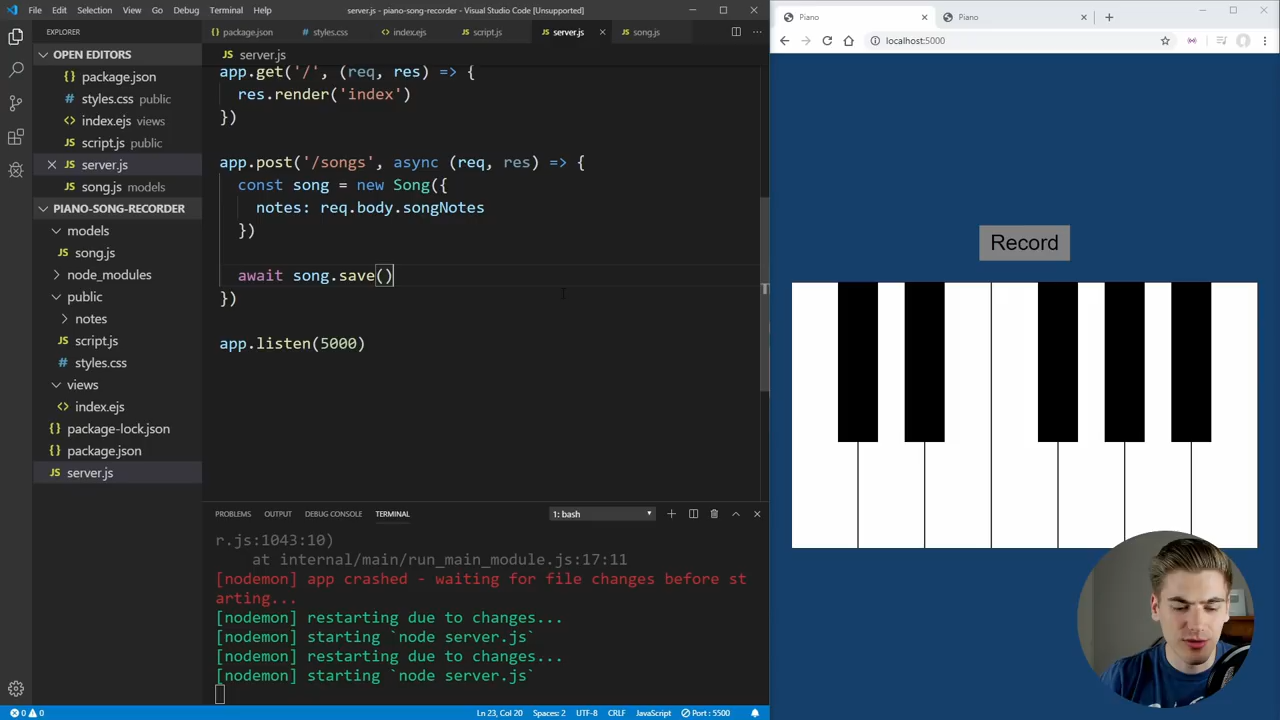 File Edit Selection View Go Debug Terminal Help
server.js - piano-song-recorder - Visual Studio Code [Unsupported]
EXPLORER
OPEN EDITORS
package.json
styles.css public
index.ejs views
script.js public
server.js
song.js models
PIANO-SONG-RECORDER
models
song.js
node_modules
public
notes
script.js
styles.css
views
index.ejs
package-lock.json
package.json
server.js
package.json styles.css index.ejs script.js server.js song.js
server.js
app.get('/', (req, res) => {
res.render('index')
})
app.post('/songs', async (req, res) => {
const song = new Song({
notes: req.body.songNotes
})
await song.save()
})
app.listen(5000)
PROBLEMS OUTPUT DEBUG CONSOLE TERMINAL
1: bash
r.js:1043:10)
at internal/main/run_main_module.js:17:11
[nodemon] app crashed - waiting for file changes before st
arting...
[nodemon] restarting due to changes...
[nodemon] starting `node server.js`
[nodemon] restarting due to changes...
[nodemon] starting `node server.js`
0 0
Ln 23, Col 20 Spaces: 2 UTF-8 CRLF JavaScript Port : 5500
Piano
Piano
localhost:5000
Record